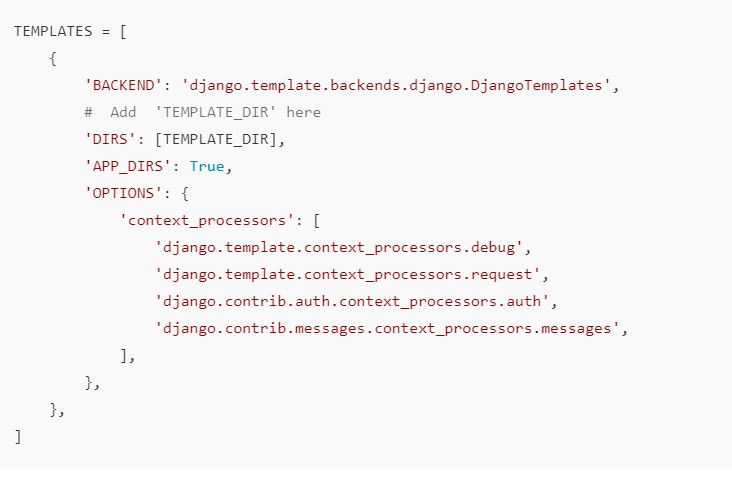 TEMPLATES = [
    {
        'BACKEND': 'django.template.backends.django.DjangoTemplates',
        #  Add  'TEMPLATE_DIR' here
        'DIRS': [TEMPLATE_DIR],
        'APP_DIRS': True,
        'OPTIONS': {
            'context_processors': [
                'django.template.context_processors.debug',
                'django.template.context_processors.request',
                'django.contrib.auth.context_processors.auth',
                'django.contrib.messages.context_processors.messages',
            ],
        },
    },
]